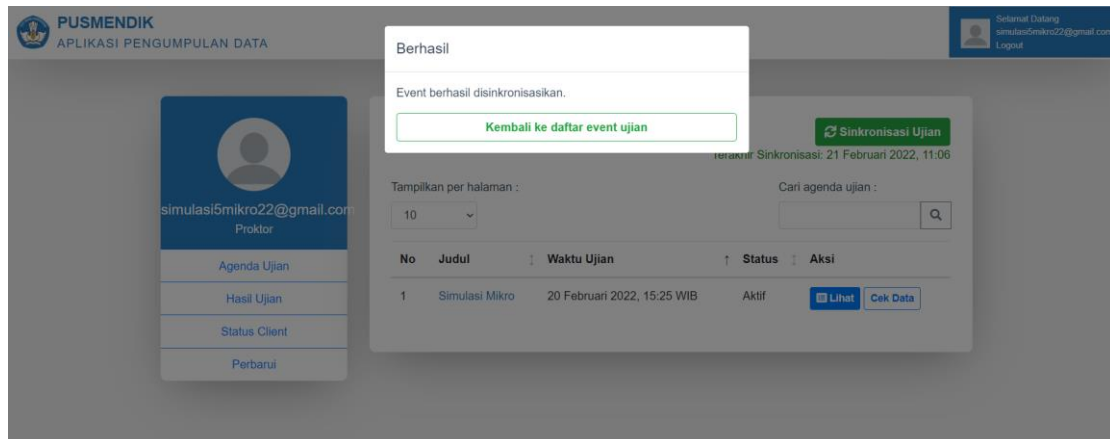 PUSMENDIK
APLIKASI PENGUMPULAN DATA
Selamat Datang
simulasi5mikro22@gmail.com
Logout
Berhasil
Event berhasil disinkronisasikan.
Kembali ke daftar event ujian
Sinkronisasi Ujian
Terakhir Sinkronisasi: 21 Februari 2022, 11:06
simulasi5mikro22@gmail.com
Proktor
Agenda Ujian
Hasil Ujian
Status Client
Perbarui
Tampilkan per halaman :
Cari agenda ujian :
10
No Judul Waktu Ujian Status Aksi
1 Simulasi Mikro 20 Februari 2022, 15:25 WIB Aktif Lihat Cek Data